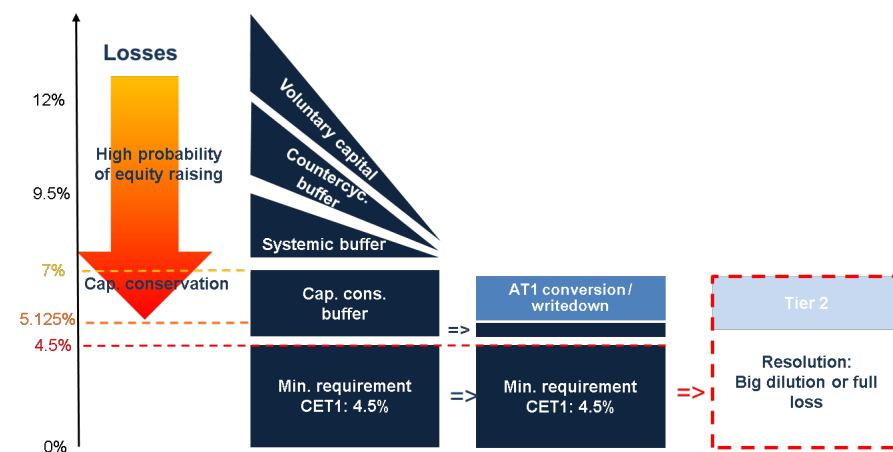 Losses
12%
High probability
of equity raising
9.5%
7%
Cap. conservation
5.125%
4.5%
0%
Voluntary capital
Countercyc.
buffer
Systemic buffer
Cap. cons.
buffer
=>
Min. requirement
CET1: 4.5%
=>
AT1 conversion/
writedown
Min. requirement
CET1: 4.5%
=>
Tier 2
Resolution:
Big dilution or full
loss